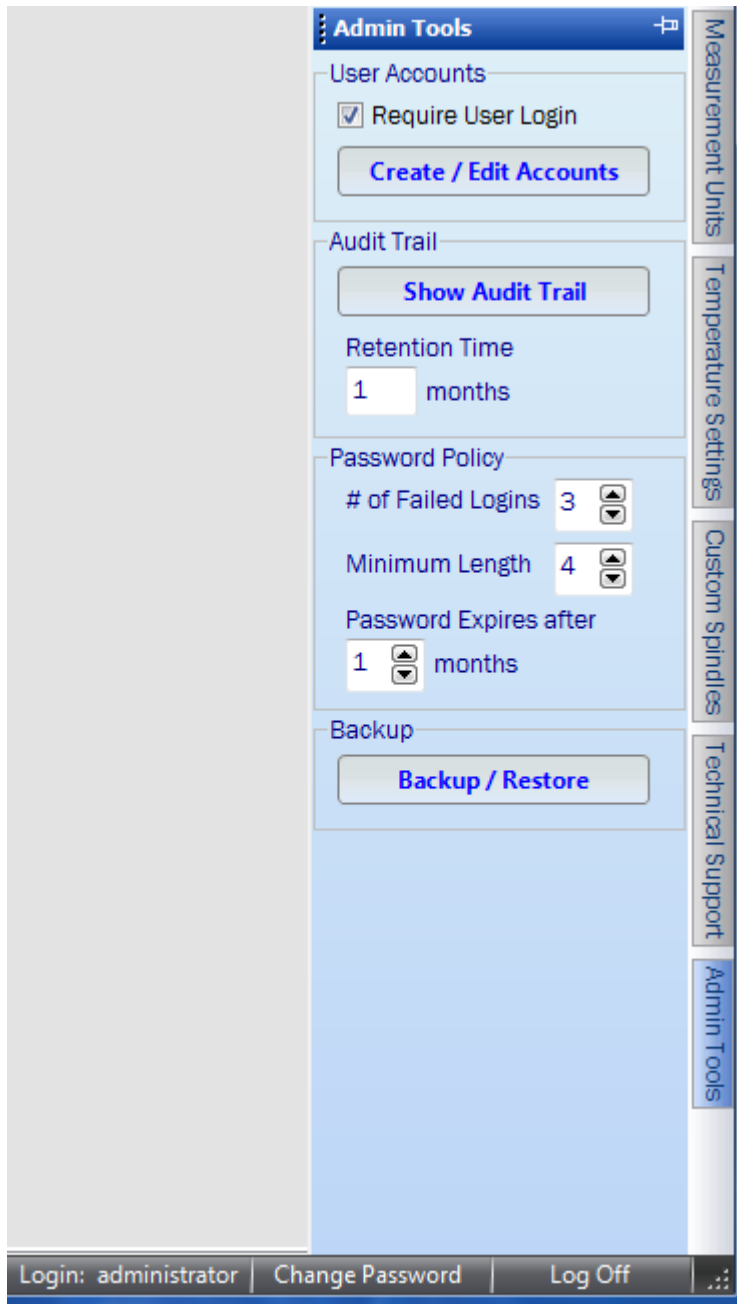 Admin Tools
User Accounts
Require User Login
Create / Edit Accounts
Audit Trail
Show Audit Trail
Retention Time
1 months
Password Policy
# of Failed Logins 3
Minimum Length 4
Password Expires after
1 months
Backup
Backup / Restore
Measurement Units
Temperature Settings
Custom Spindles
Technical Support
Admin Tools
Login: administrator Change Password Log Off